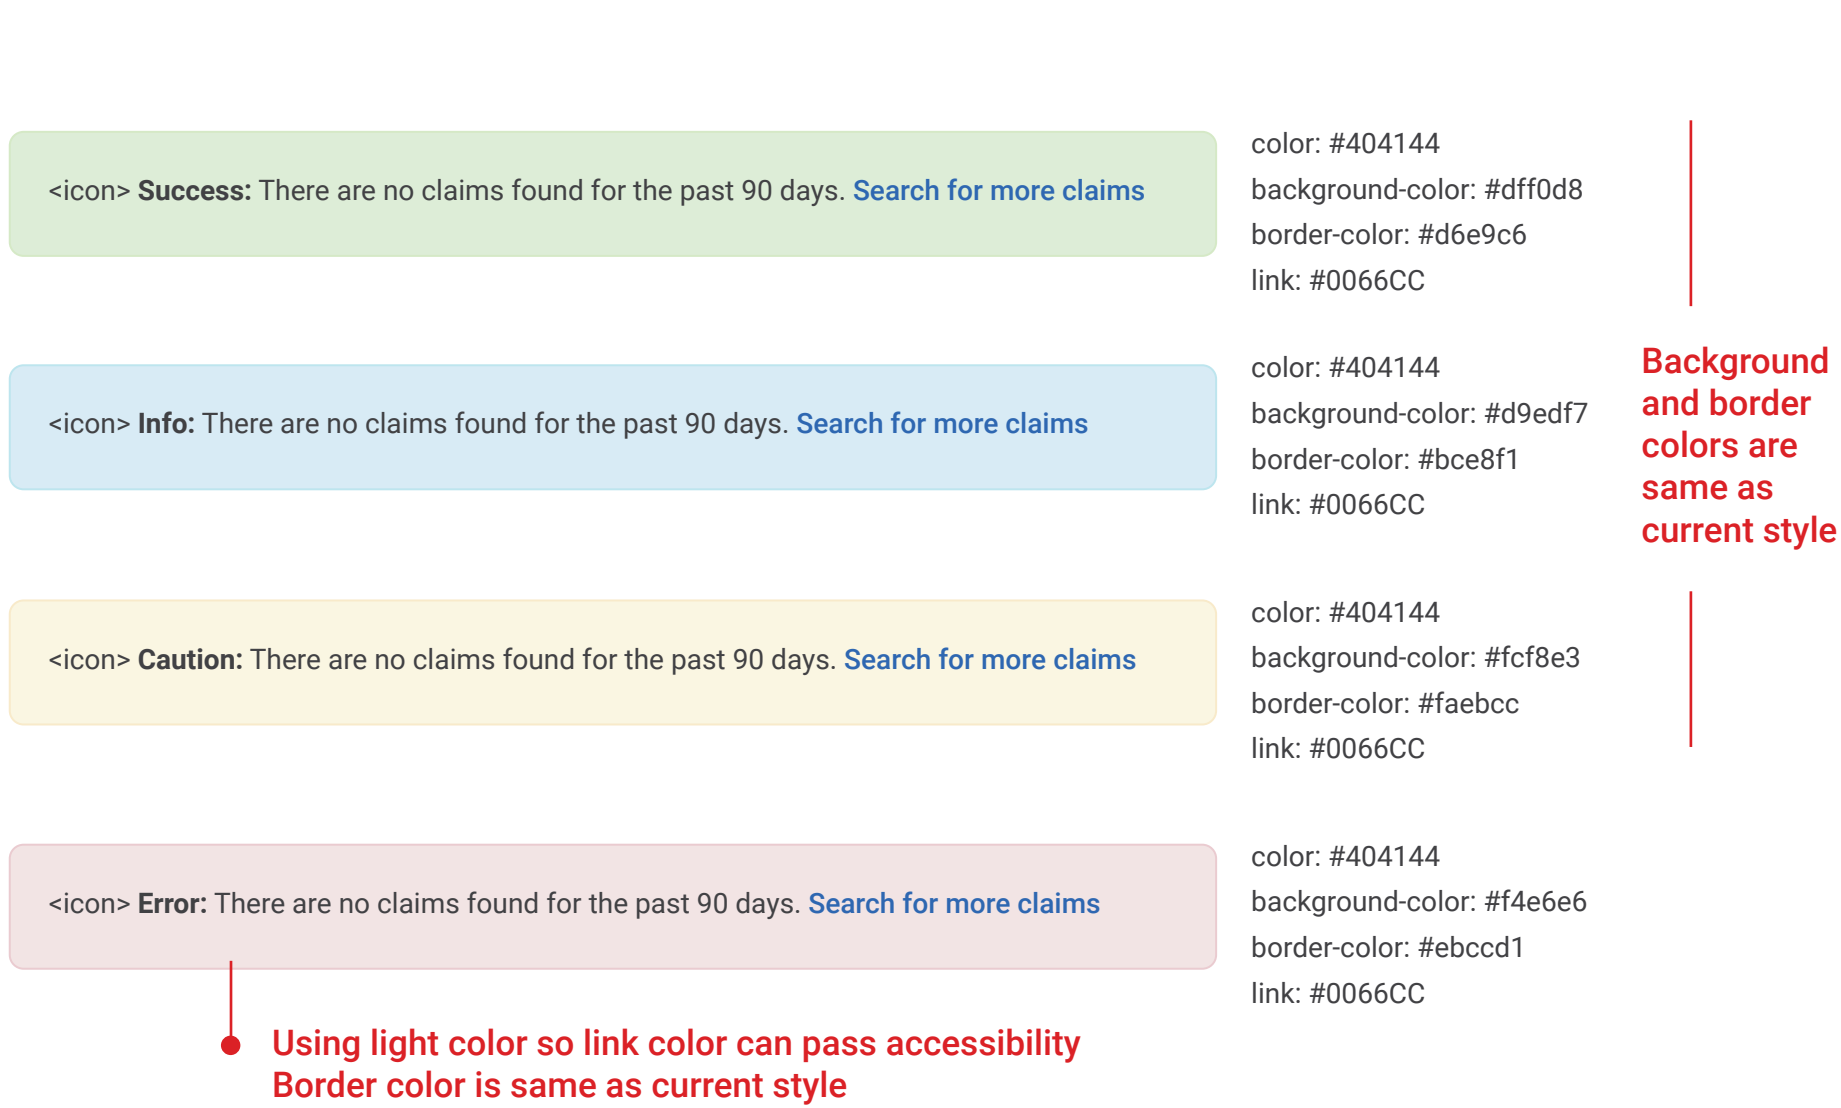 <icon> Success: There are no claims found for the past 90 days. Search for more claims
color: #404144
background-color: #dff0d8
border-color: #d6e9c6
link: #0066CC
<icon> Info: There are no claims found for the past 90 days. Search for more claims
color: #404144
background-color: #d9edf7
border-color: #bce8f1
link: #0066CC
Background
and border
colors are
same as
current style
<icon> Caution: There are no claims found for the past 90 days. Search for more claims
color: #404144
background-color: #fcf8e3
border-color: #faebcc
link: #0066CC
<icon> Error: There are no claims found for the past 90 days. Search for more claims
color: #404144
background-color: #f4e6e6
border-color: #ebccd1
link: #0066CC
Using light color so link color can pass accessibility
Border color is same as current style